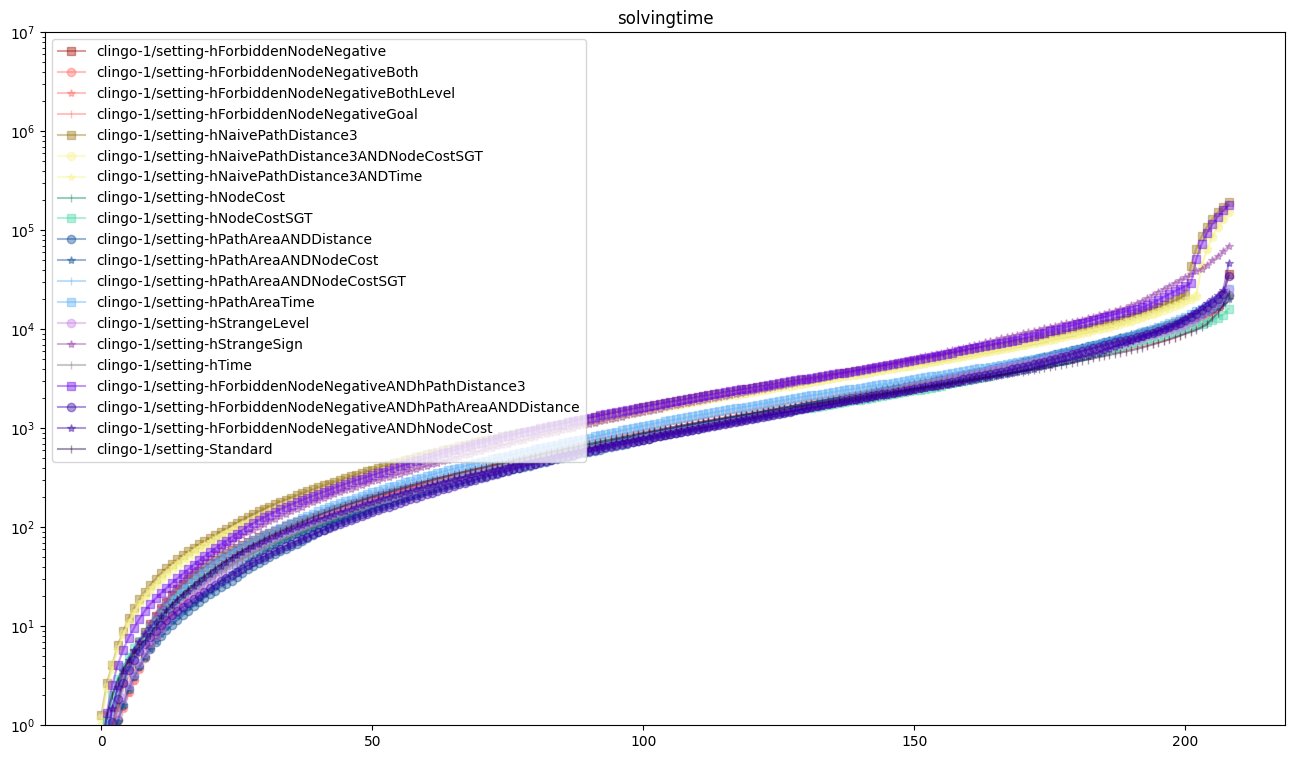 solvingtime
10^7
10^6
10^5
10^4
10^3
10^2
10^1
10^0
clingo-1/setting-hForbiddenNodeNegative
clingo-1/setting-hForbiddenNodeNegativeBoth
clingo-1/setting-hForbiddenNodeNegativeBothLevel
clingo-1/setting-hForbiddenNodeNegativeGoal
clingo-1/setting-hNaivePathDistance3
clingo-1/setting-hNaivePathDistance3ANDNodeCostSGT
clingo-1/setting-hNaivePathDistance3ANDTime
clingo-1/setting-hNodeCost
clingo-1/setting-hNodeCostSGT
clingo-1/setting-hPathAreaANDDistance
clingo-1/setting-hPathAreaANDNodeCost
clingo-1/setting-hPathAreaANDNodeCostSGT
clingo-1/setting-hPathAreaTime
clingo-1/setting-hStrangeLevel
clingo-1/setting-hStrangeSign
clingo-1/setting-hTime
clingo-1/setting-hForbiddenNodeNegativeANDhPathDistance3
clingo-1/setting-hForbiddenNodeNegativeANDhPathAreaANDDistance
clingo-1/setting-hForbiddenNodeNegativeANDhNodeCost
clingo-1/setting-Standard
0 50 100 150 200